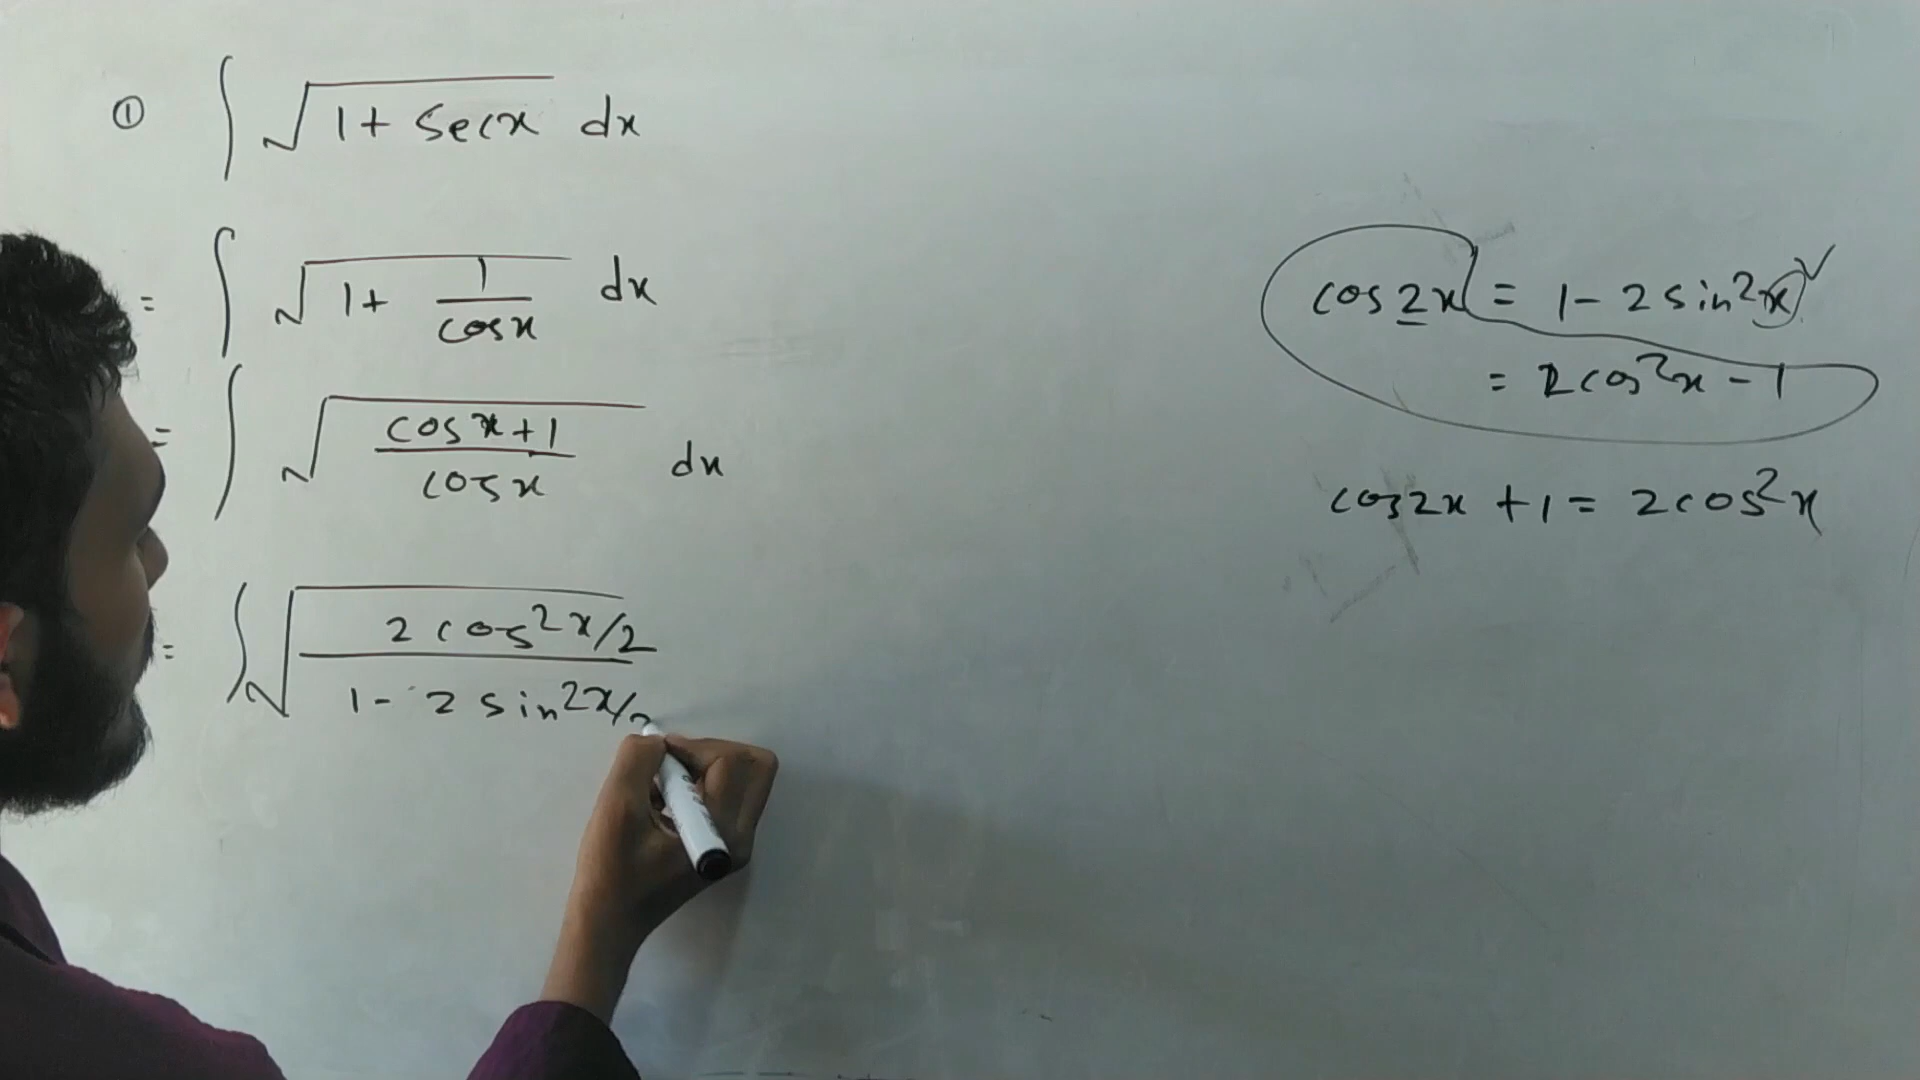 ① ∫ √(1 + secx) dx
= ∫ √(1 + 1/cosx) dx
= ∫ √((cosx+1)/cosx) dx
= ∫ √((2cos²x/2)/(1 - 2sin²x/2))
cos2x = 1 - 2sin²x ✓
= 2cos²x - 1
cos2x + 1 = 2cos²x